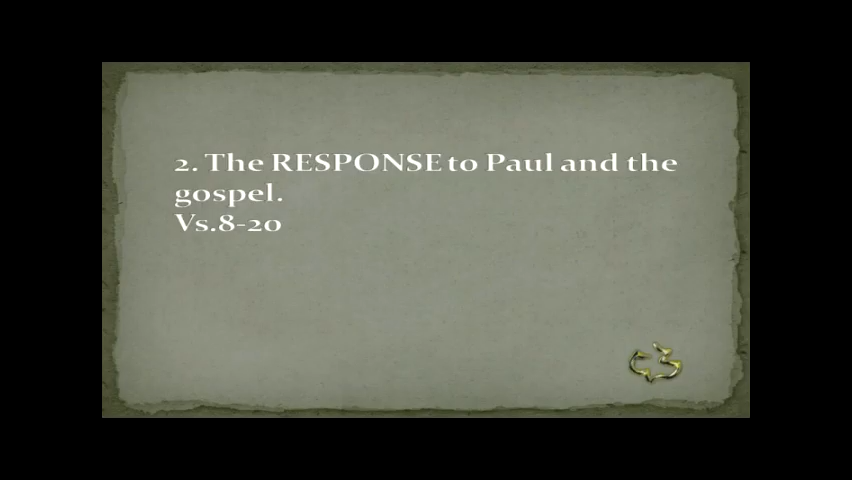 2. The RESPONSE to Paul and the
gospel.
Vs.8-20